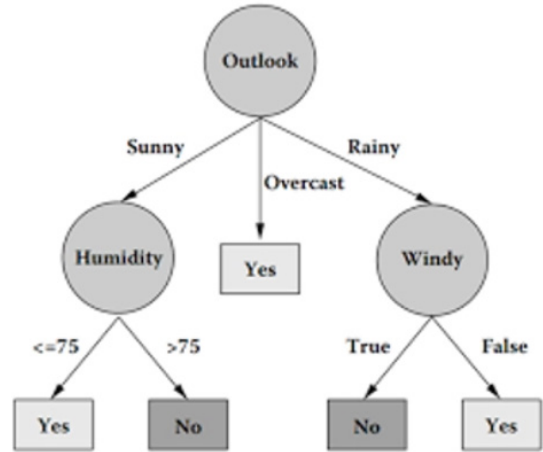 Outlook
Sunny
Rainy
Overcast
Humidity
Yes
Windy
<=75
>75
True
False
Yes
No
No
Yes